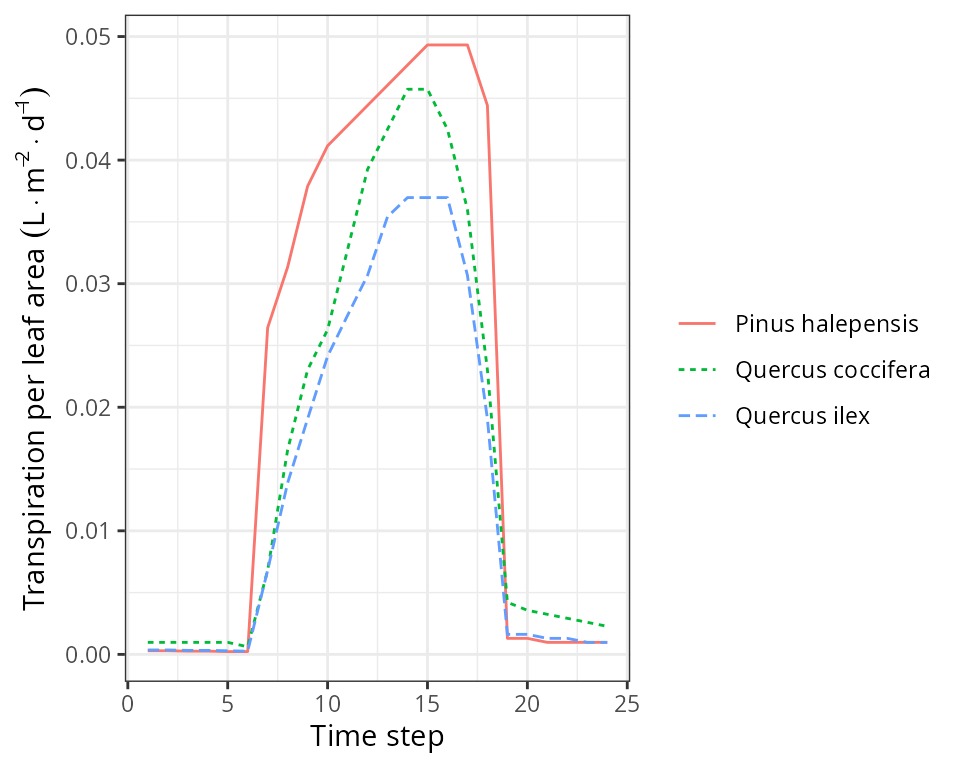 Transpiration per leaf area (L · m⁻² · d⁻¹)
0.05
0.04
0.03
0.02
0.01
0.00
0 5 10 15 20 25
Time step
Pinus halepensis
Quercus coccifera
Quercus ilex